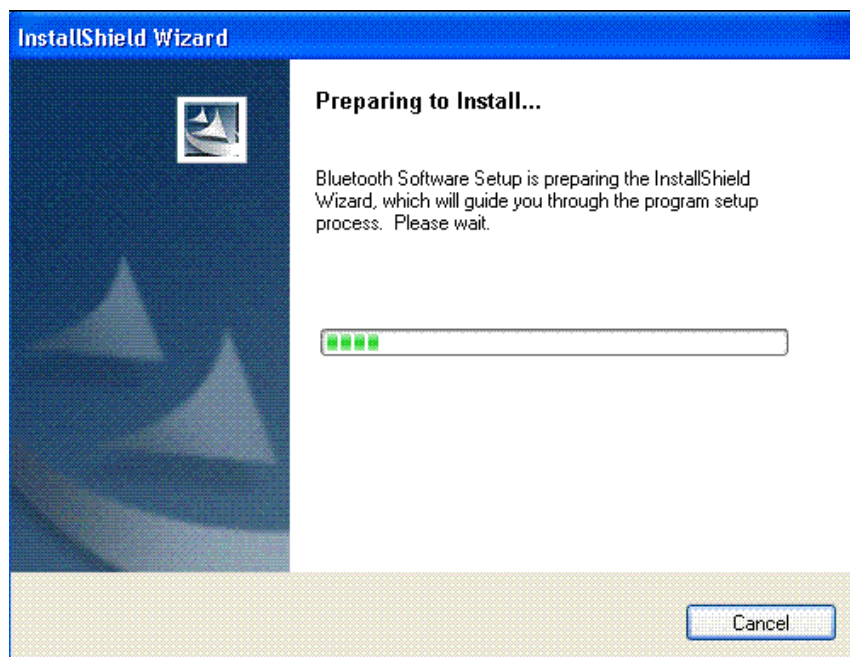 InstallShield Wizard
Preparing to Install...
Bluetooth Software Setup is preparing the InstallShield
Wizard, which will guide you through the program setup
process.  Please wait.
Cancel